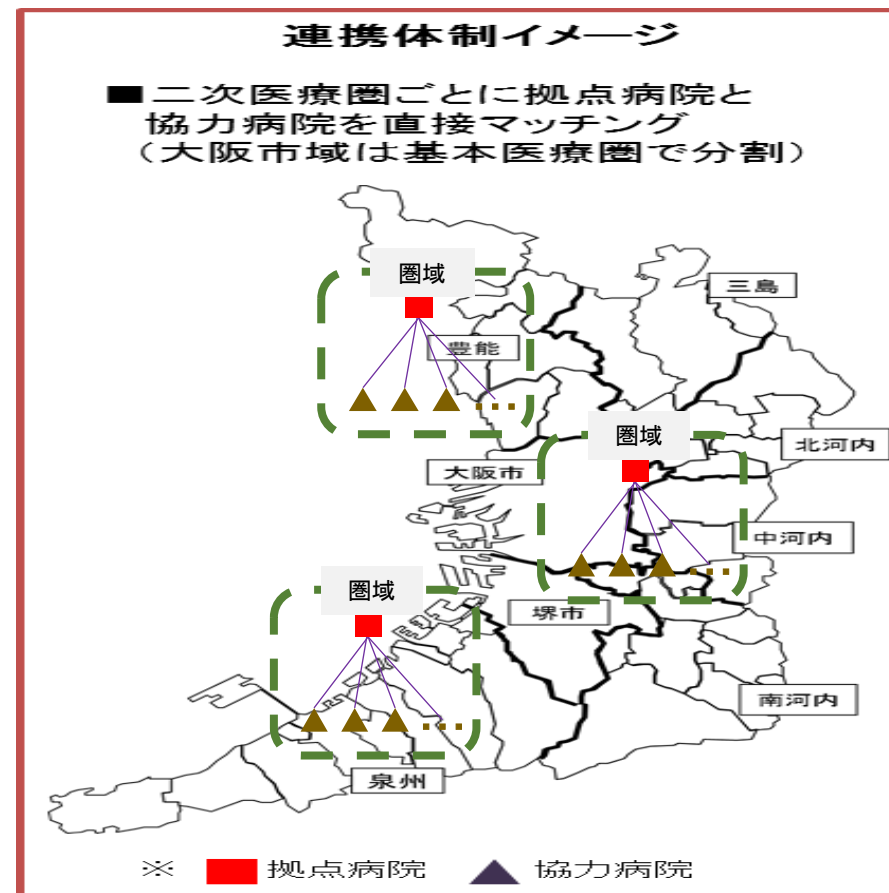 連携体制イメージ
■二次医療圏ごとに拠点病院と
協力病院を直接マッチング
（大阪市域は基本医療圏で分割）
圏域
三島
豊能
圏域
北河内
大阪市
中河内
圏域
堺市
南河内
泉州
※ 拠点病院 協力病院